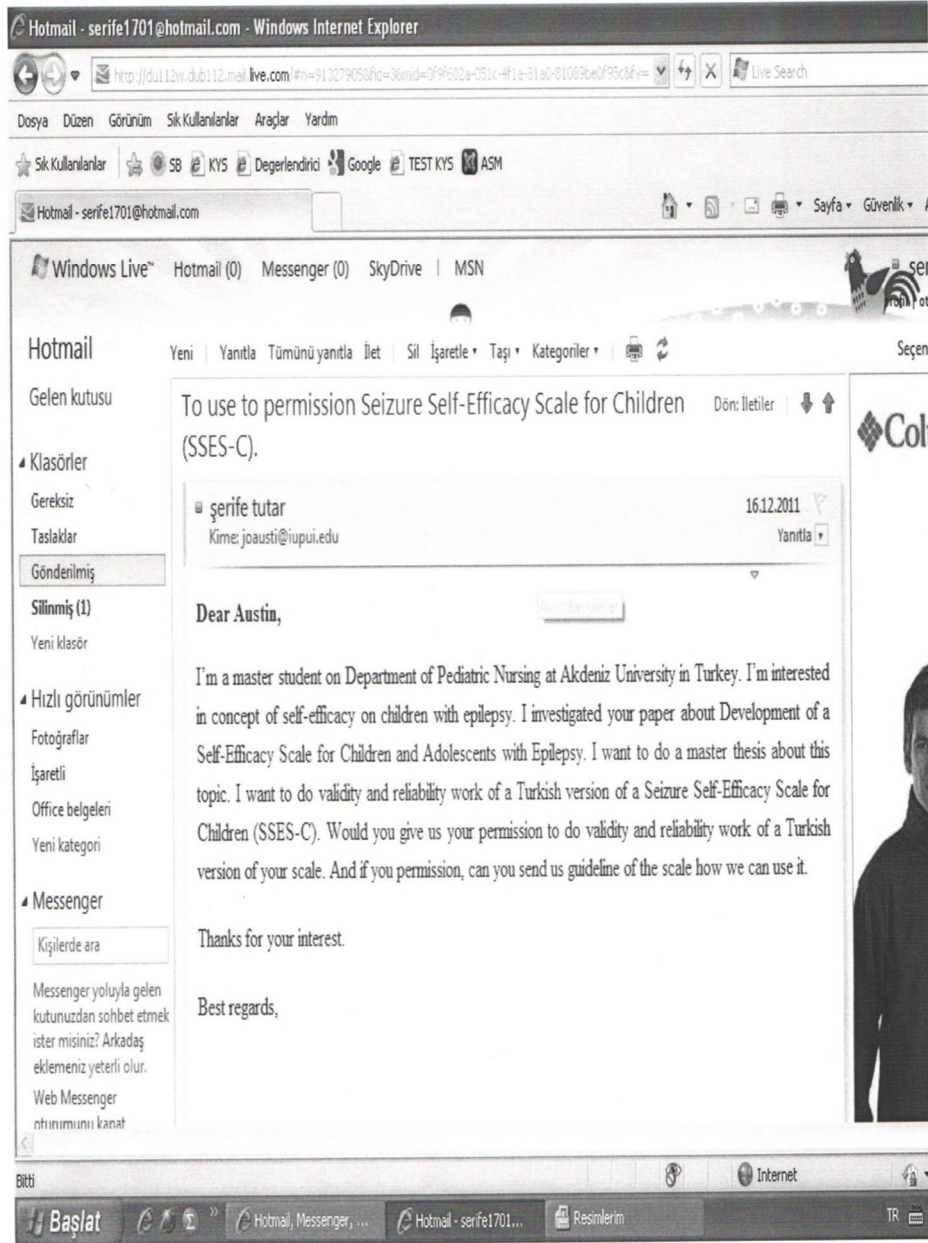 Hotmail - serife1701@hotmail.com - Windows Internet Explorer
Live Search
Dosya Düzen Görünüm Sık Kullanılanlar Araçlar Yardım
Sık Kullanılanlar SB KYS Degerlendirici Google TEST KYS ASM
Hotmail - serife1701@hotmail.com
Sayfa Güvenlik
Windows Live™ Hotmail (0) Messenger (0) SkyDrive | MSN
Hotmail
Yeni | Yanıtla Tümünü yanıtla İlet | Sil İşaretle Taşı Kategoriler
Gelen kutusu
Klasörler
Gereksiz
Taslaklar
Gönderilmiş
Silinmiş (1)
Yeni klasör
Hızlı görünümler
Fotoğraflar
İşaretli
Office belgeleri
Yeni kategori
Messenger
Kişilerde ara
Messenger yoluyla gelen
kutunuzdan sohbet etmek
ister misiniz? Arkadaş
eklemeniz yeterli olur.
Web Messenger
oturumunu kapat
To use to permission Seizure Self-Efficacy Scale for Children
(SSES-C).
Dön: İletiler
şerife tutar 16.12.2011
Kime: joausti@iupui.edu Yanıtla
Dear Austin,
I'm a master student on Department of Pediatric Nursing at Akdeniz University in Turkey. I'm interested
in concept of self-efficacy on children with epilepsy. I investigated your paper about Development of a
Self-Efficacy Scale for Children and Adolescents with Epilepsy. I want to do a master thesis about this
topic. I want to do validity and reliability work of a Turkish version of a Seizure Self-Efficacy Scale for
Children (SSES-C). Would you give us your permission to do validity and reliability work of a Turkish
version of your scale. And if you permission, can you send us guideline of the scale how we can use it.
Thanks for your interest.
Best regards,
Bitti
Internet
Başlat
Hotmail, Messenger, ...
Hotmail - serife1701...
Resimlerim
TR